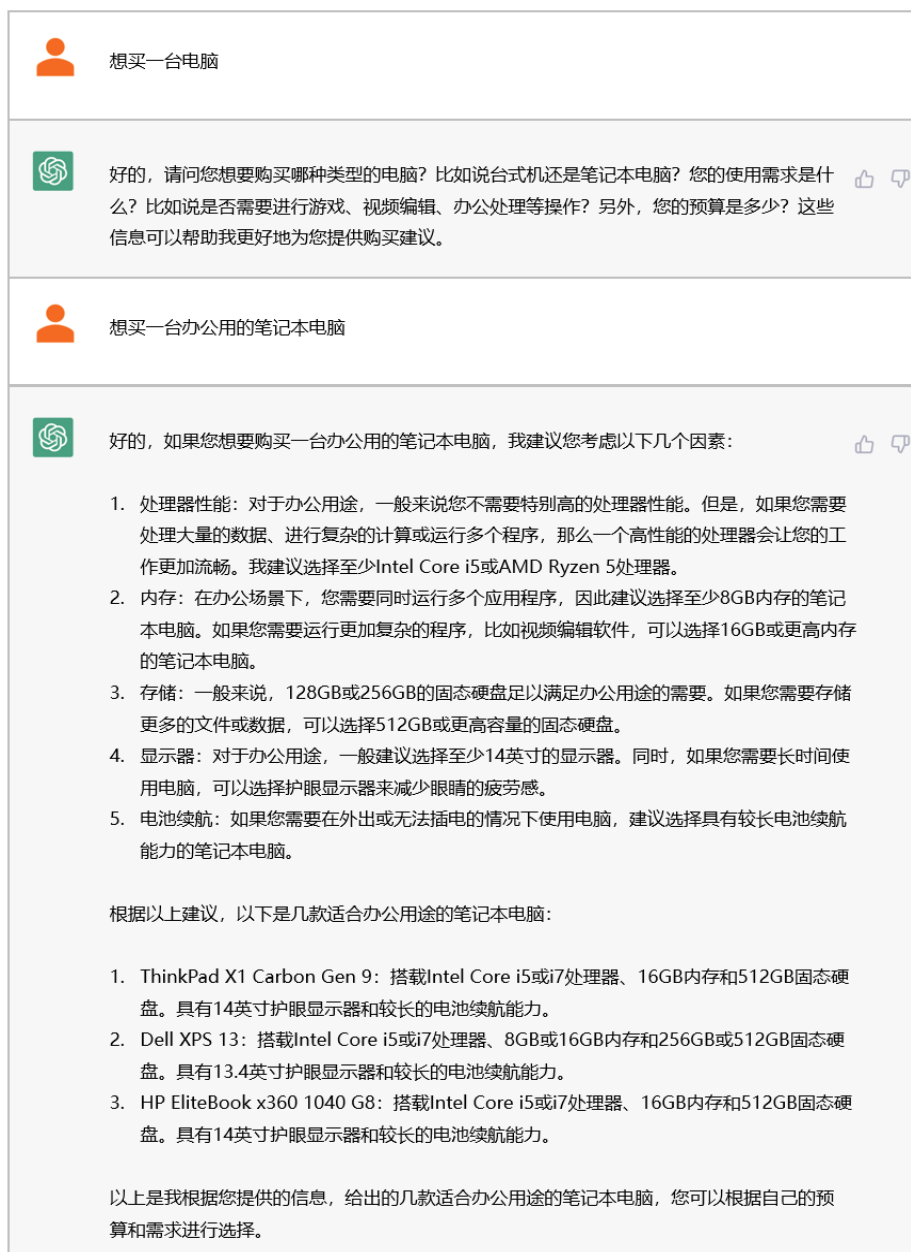 想买一台电脑
好的，请问您想要购买哪种类型的电脑？比如说台式机还是笔记本电脑？您的使用需求是什
么？比如说是否需要进行游戏、视频编辑、办公处理等操作？另外，您的预算是多少？这些
信息可以帮助我更好地为您提供购买建议。
想买一台办公用的笔记本电脑
好的，如果您想要购买一台办公用的笔记本电脑，我建议您考虑以下几个因素：
1. 处理器性能：对于办公用途，一般来说您不需要特别高的处理器性能。但是，如果您需要
处理大量的数据、进行复杂的计算或运行多个程序，那么一个高性能的处理器会让您的工
作更加流畅。我建议选择至少Intel Core i5或AMD Ryzen 5处理器。
2. 内存：在办公场景下，您需要同时运行多个应用程序，因此建议选择至少8GB内存的笔记
本电脑。如果您需要运行更加复杂的程序，比如视频编辑软件，可以选择16GB或更高内存
的笔记本电脑。
3. 存储：一般来说，128GB或256GB的固态硬盘足以满足办公用途的需要。如果您需要存储
更多的文件或数据，可以选择512GB或更高容量的固态硬盘。
4. 显示器：对于办公用途，一般建议选择至少14英寸的显示器。同时，如果您需要长时间使
用电脑，可以选择护眼显示器来减少眼睛的疲劳感。
5. 电池续航：如果您需要在外出或无法插电的情况下使用电脑，建议选择具有较长电池续航
能力的笔记本电脑。
根据以上建议，以下是几款适合办公用途的笔记本电脑：
1. ThinkPad X1 Carbon Gen 9：搭载Intel Core i5或i7处理器、16GB内存和512GB固态硬
盘。具有14英寸护眼显示器和较长的电池续航能力。
2. Dell XPS 13：搭载Intel Core i5或i7处理器、8GB或16GB内存和256GB或512GB固态硬
盘。具有13.4英寸护眼显示器和较长的电池续航能力。
3. HP EliteBook x360 1040 G8：搭载Intel Core i5或i7处理器、16GB内存和512GB固态硬
盘。具有14英寸护眼显示器和较长的电池续航能力。
以上是我根据您提供的信息，给出的几款适合办公用途的笔记本电脑，您可以根据自己的预
算和需求进行选择。